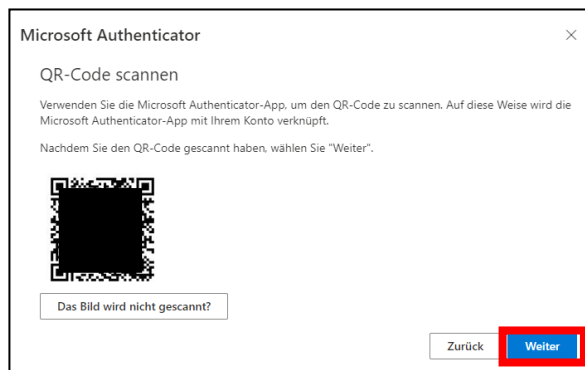 Microsoft Authenticator
QR-Code scannen
Verwenden Sie die Microsoft Authenticator-App, um den QR-Code zu scannen. Auf diese Weise wird die
Microsoft Authenticator-App mit Ihrem Konto verknüpft.
Nachdem Sie den QR-Code gescannt haben, wählen Sie "Weiter".
Das Bild wird nicht gescannt?
Zurück Weiter